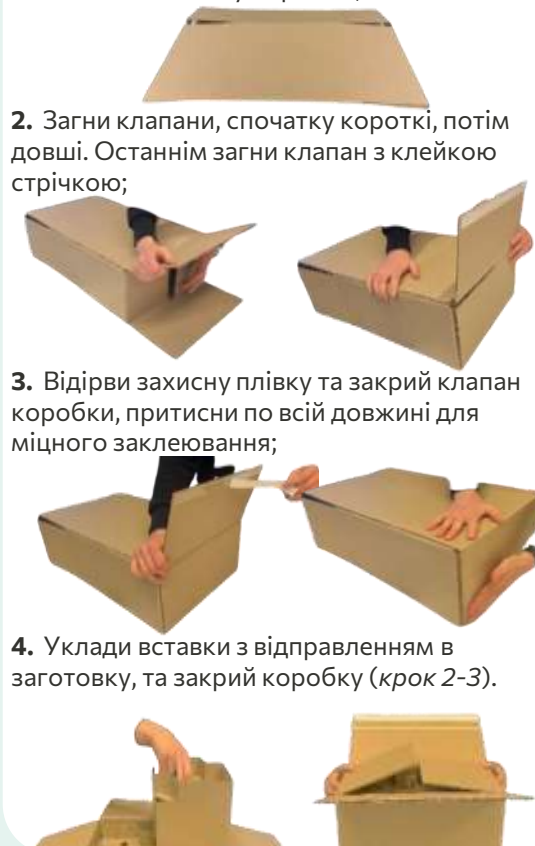 2. Загни клапани, спочатку короткі, потім
довші. Останнім загни клапан з клейкою
стрічкою;
3. Відірви захисну плівку та закрий клапан
коробки, притисни по всій довжині для
міцного заклеювання;
4. Уклади вставки з відправленням в
заготовку, та закрий коробку (крок 2-3).